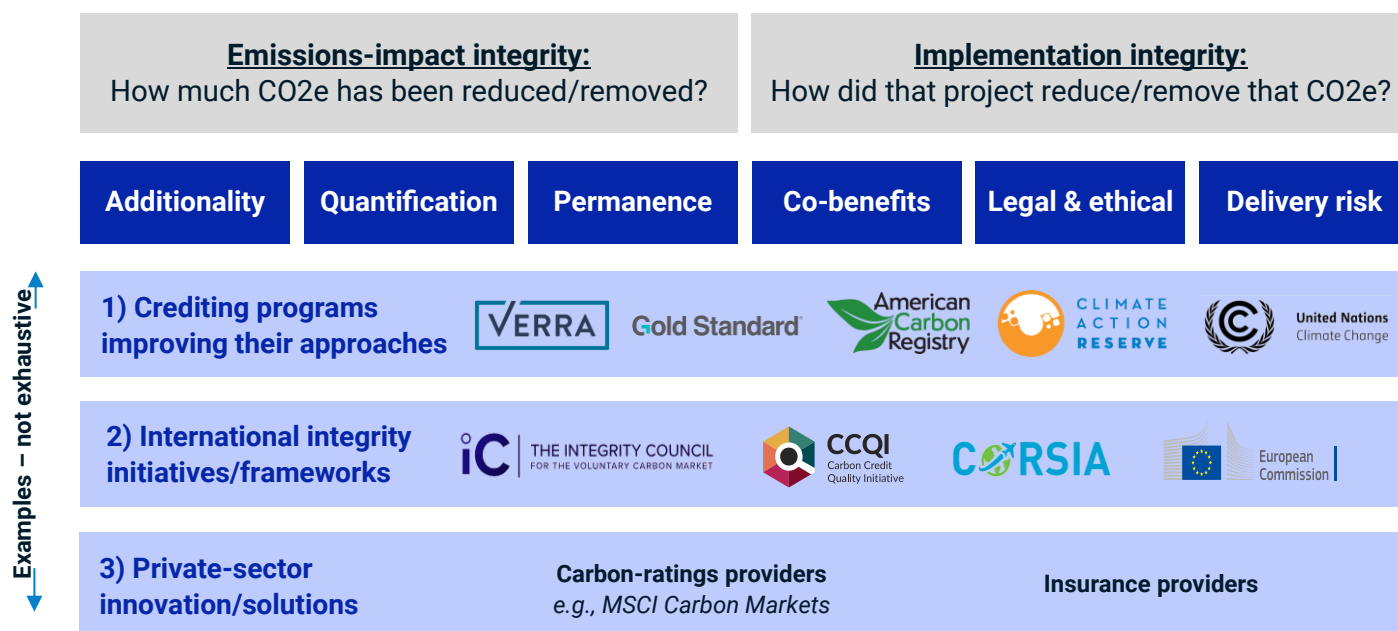 Emissions-impact integrity:
How much CO2e has been reduced/removed?
Implementation integrity:
How did that project reduce/remove that CO2e?
Additionality
Quantification
Permanence
Co-benefits
Legal & ethical
Delivery risk
Examples – not exhaustive
1) Crediting programs
improving their approaches
VERRA
Gold Standard
American
Carbon
Registry
CLIMATE
ACTION
RESERVE
United Nations
Climate Change
2) International integrity
initiatives/frameworks
iC
THE INTEGRITY COUNCIL
FOR THE VOLUNTARY CARBON MARKET
CCQI
Carbon Credit
Quality Initiative
CORSIA
European
Commission
3) Private-sector
innovation/solutions
Carbon-ratings providers
e.g., MSCI Carbon Markets
Insurance providers